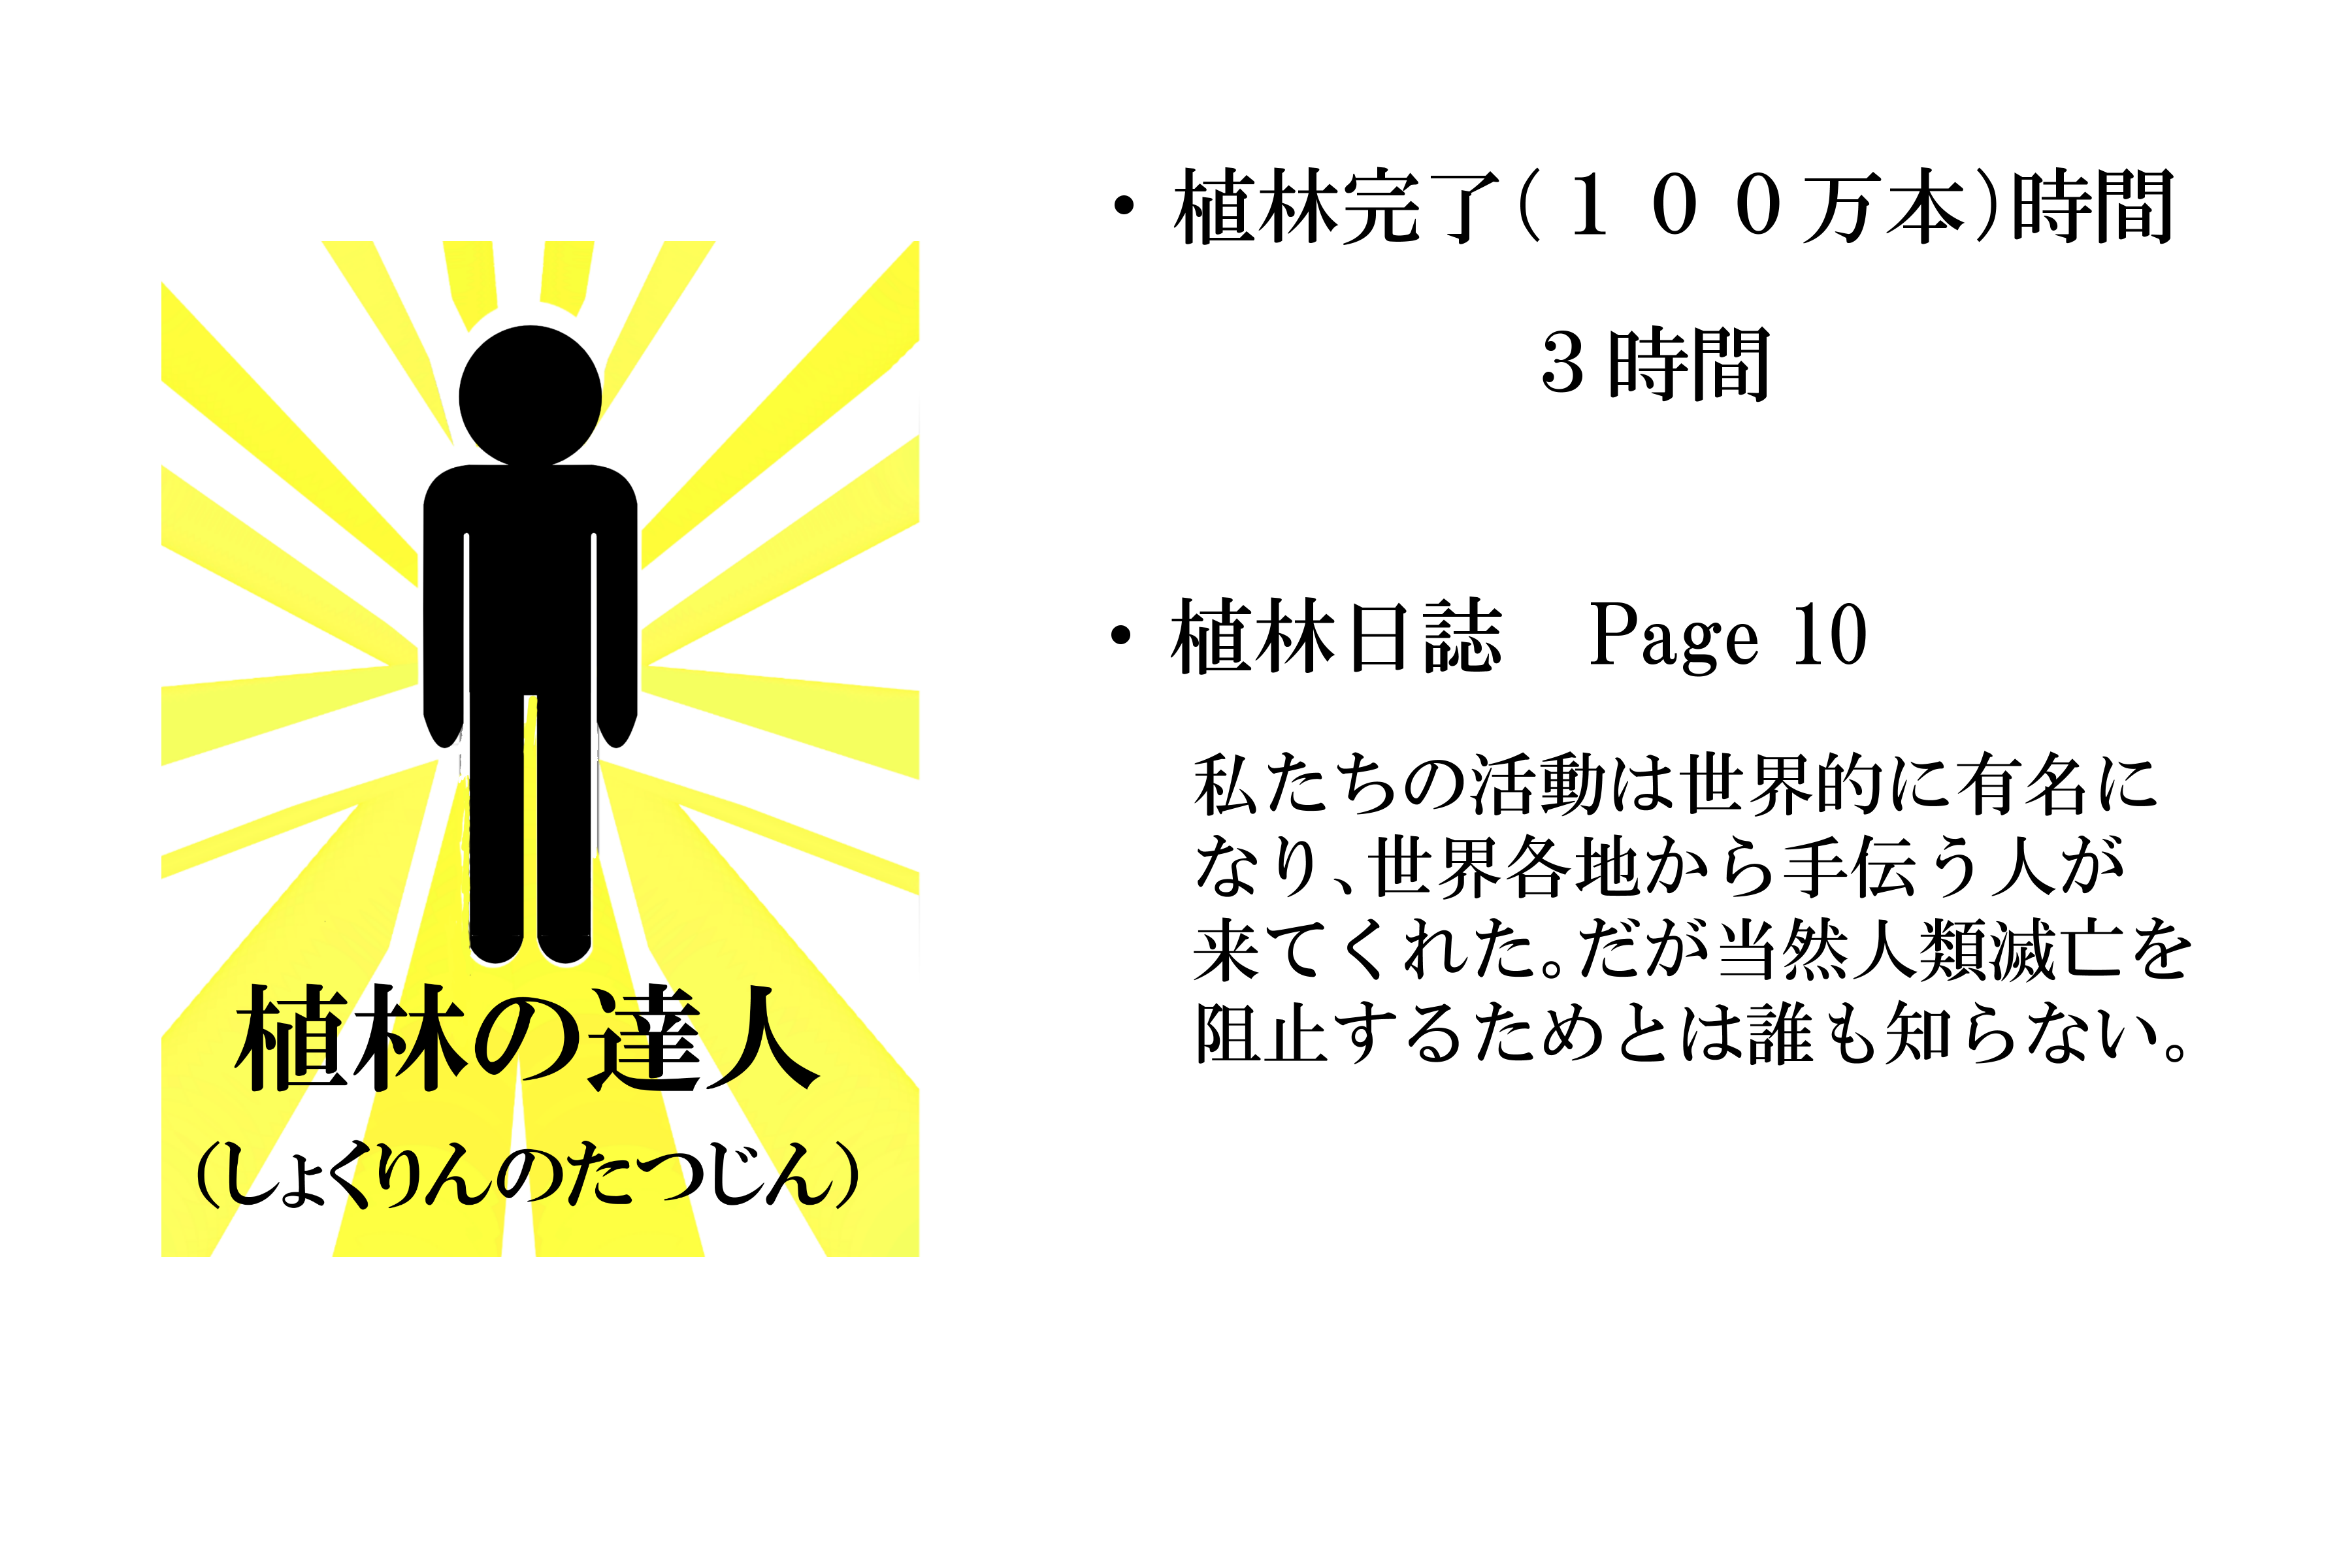 植林の達人
(しょくりんのたつじん)
・植林完了(１００万本)時間
３時間
・植林日誌　Page 10
私たちの活動は世界的に有名に
なり、世界各地から手伝う人が
来てくれた。だが当然人類滅亡を
阻止するためとは誰も知らない。